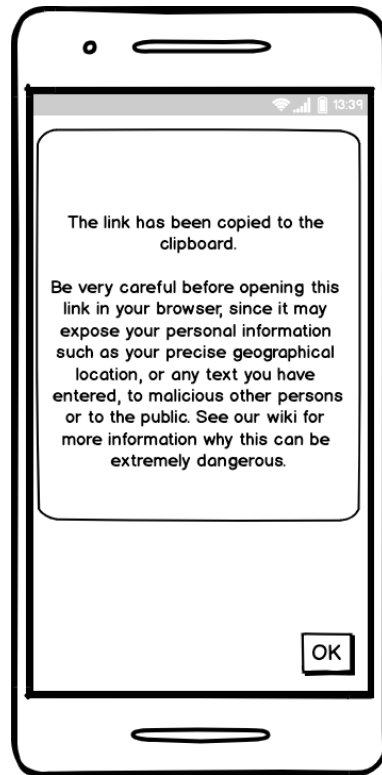 13:39
The link has been copied to the
clipboard.
Be very careful before opening this
link in your browser, since it may
expose your personal information
such as your precise geographical
location, or any text you have
entered, to malicious other persons
or to the public. See our wiki for
more information why this can be
extremely dangerous.
OK